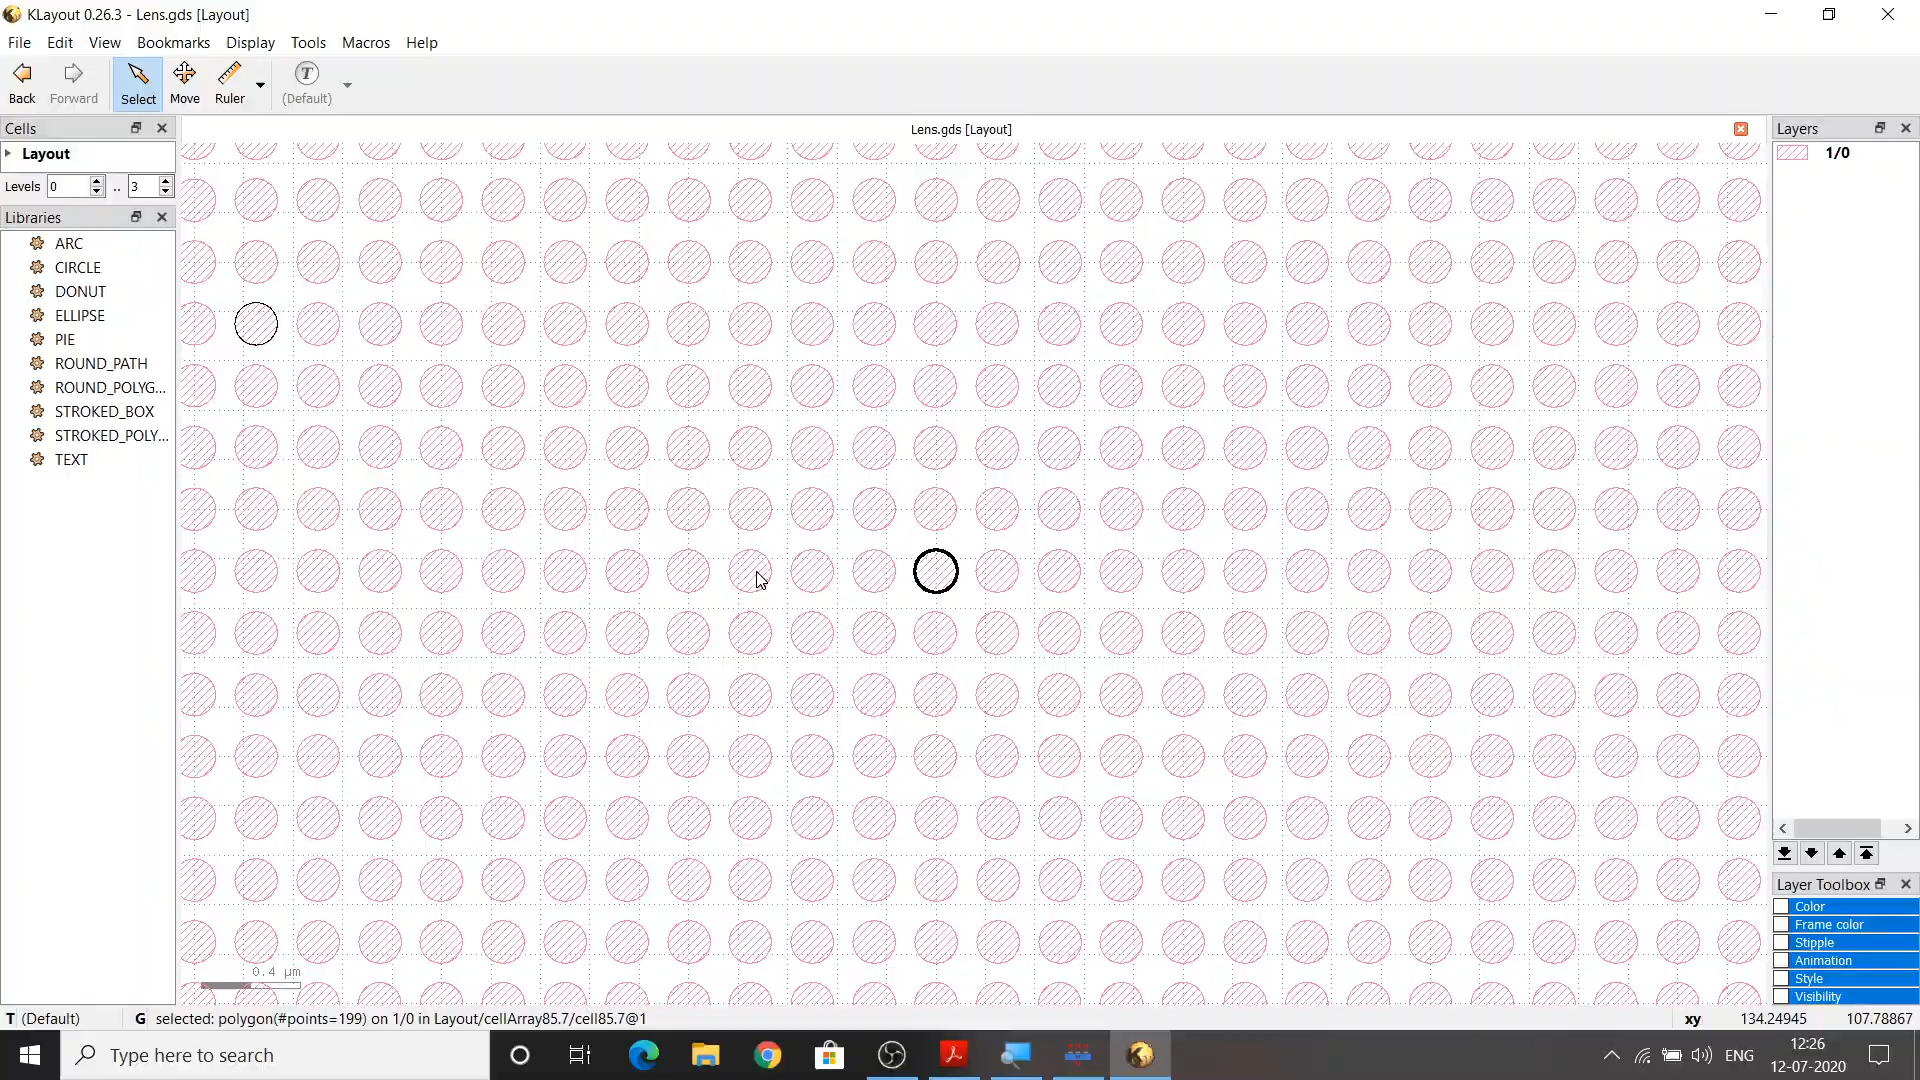 KLayout 0.26.3 - Lens.gds [Layout]
File Edit View Bookmarks Display Tools Macros Help
Back Forward Select Move Ruler (Default)
Cells
Lens.gds [Layout]
Layers
Layout
1/0
Levels 0 .. 3
Libraries
ARC
CIRCLE
DONUT
ELLIPSE
PIE
ROUND_PATH
ROUND_POLYG...
STROKED_BOX
STROKED_POLY...
TEXT
Layer Toolbox
Color
Frame color
Stipple
Animation
Style
Visibility
0.4 µm
T (Default) G selected: polygon(#points=199) on 1/0 in Layout/cellArray85.7/cell85.7@1 xy 134.24945 107.78867
Type here to search
ENG
12:26
12-07-2020